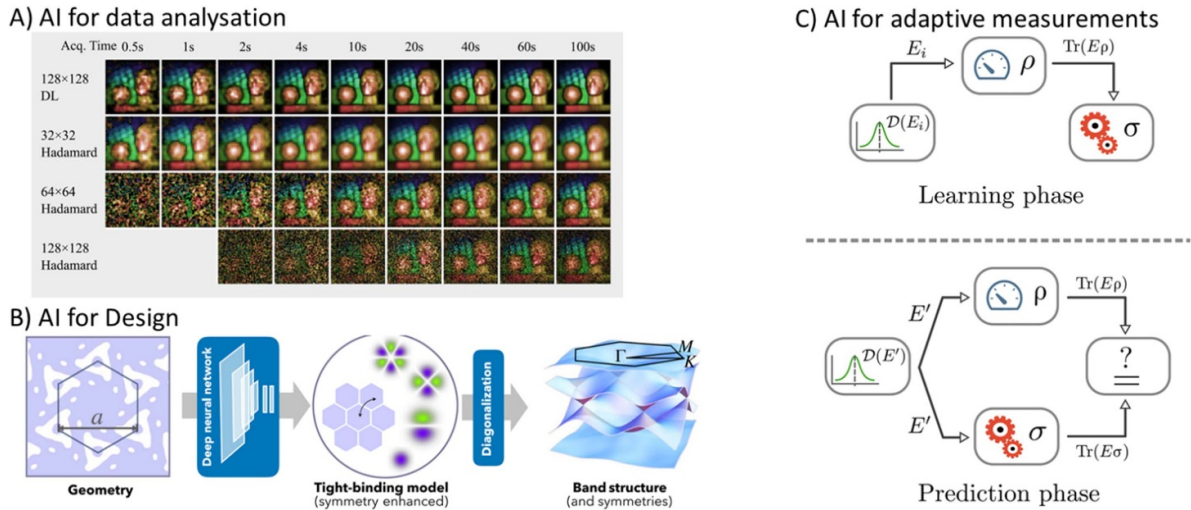 A) AI for data analysation
Acq. Time 0.5s 1s 2s 4s 10s 20s 40s 60s 100s
128×128
DL
32×32
Hadamard
64×64
Hadamard
128×128
Hadamard
B) AI for Design
a
Geometry
Deep neural network
Tight-binding model
(symmetry enhanced)
Diagonalization
Γ M
K
Band structure
(and symmetries)
C) AI for adaptive measurements
E_i
ρ
Tr(Eρ)
𝒟(E_i)
σ
Learning phase
E′
ρ
Tr(Eρ)
𝒟(E′)
?
=
E′
σ
Tr(Eσ)
Prediction phase